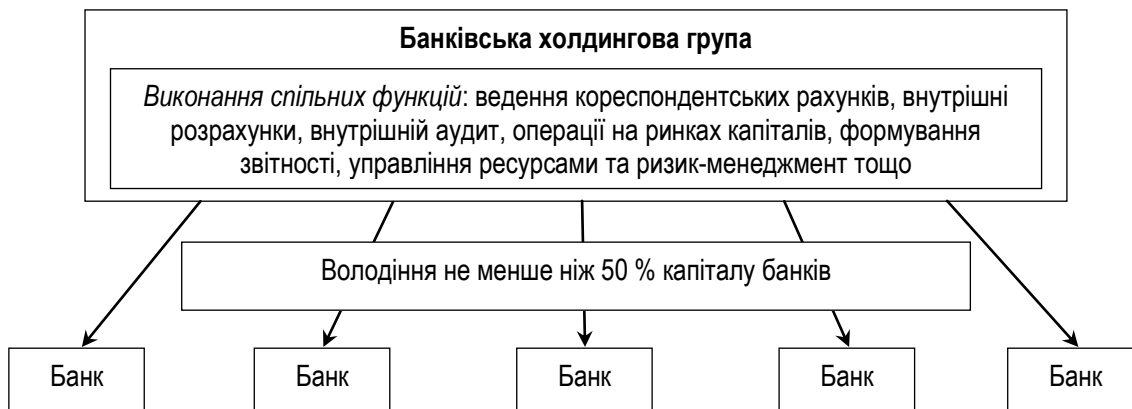 Банківська холдингова група
Виконання спільних функцій: ведення кореспондентських рахунків, внутрішні
розрахунки, внутрішній аудит, операції на ринках капіталів, формування
звітності, управління ресурсами та ризик-менеджмент тощо
Володіння не менше ніж 50 % капіталу банків
Банк
Банк
Банк
Банк
Банк